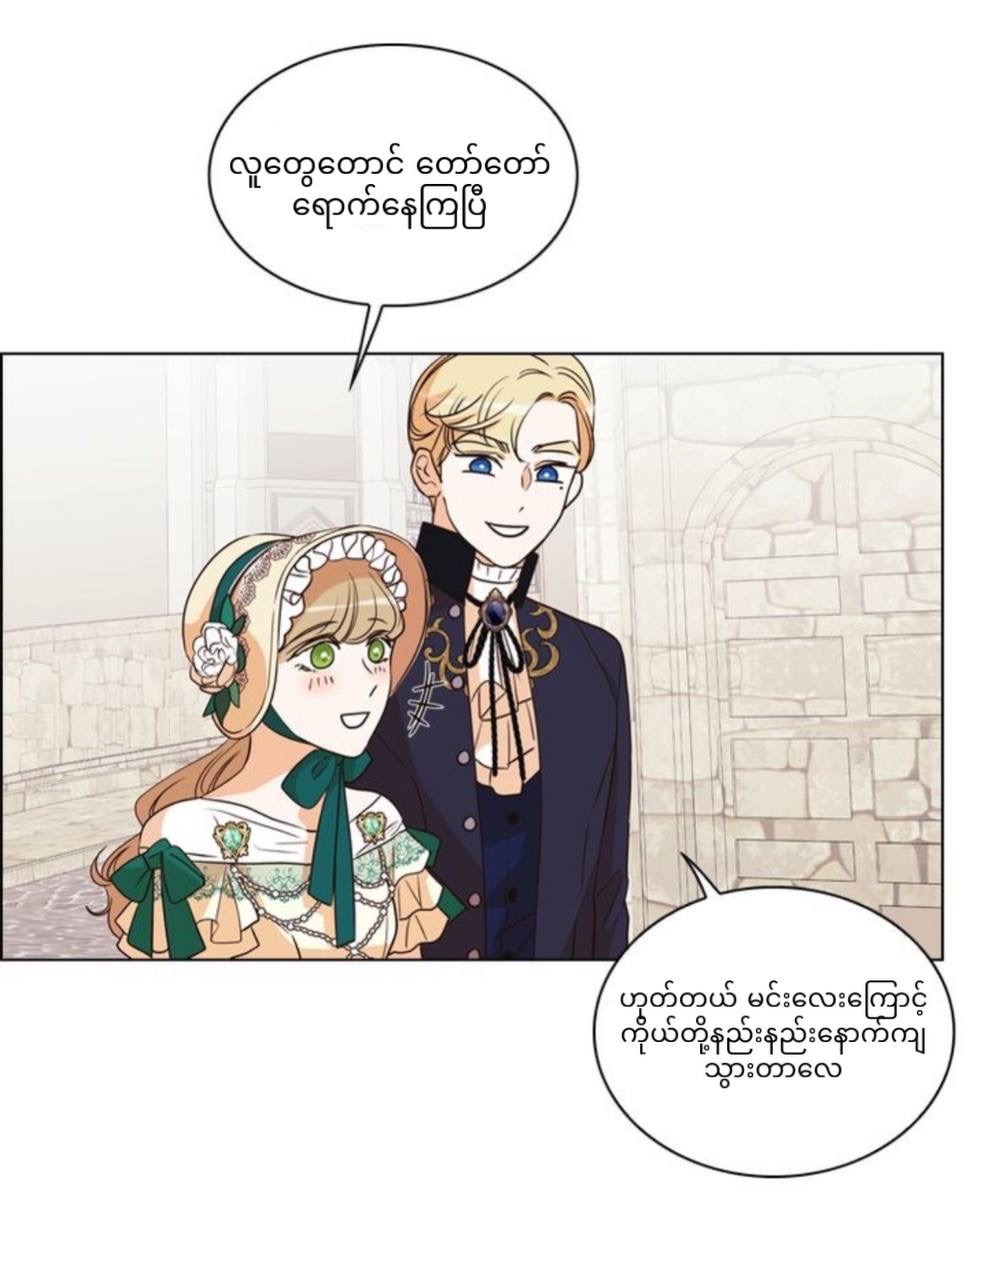 လူတွေတောင် တော်တော်
ရောက်နေကြပြီ
ဟုတ်တယ် မင်းလေးကြောင့်
ကိုယ်တို့နည်းနည်းနောက်ကျ
သွားတာလေ